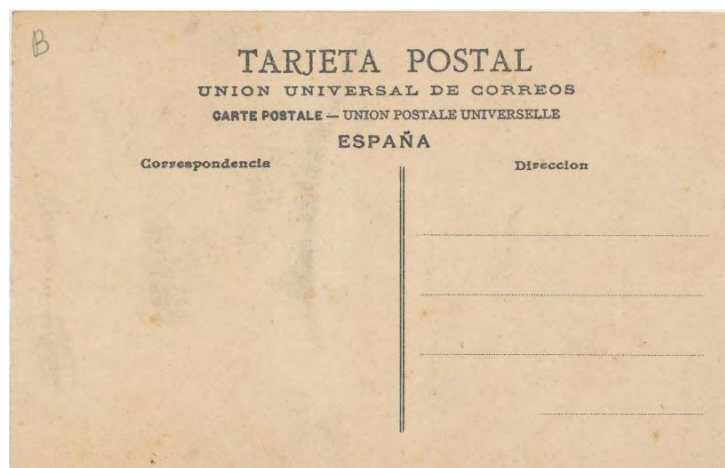 B
TARJETA POSTAL
UNION UNIVERSAL DE CORREOS
CARTE POSTALE — UNION POSTALE UNIVERSELLE
ESPAÑA
Correspondencia
Direccion